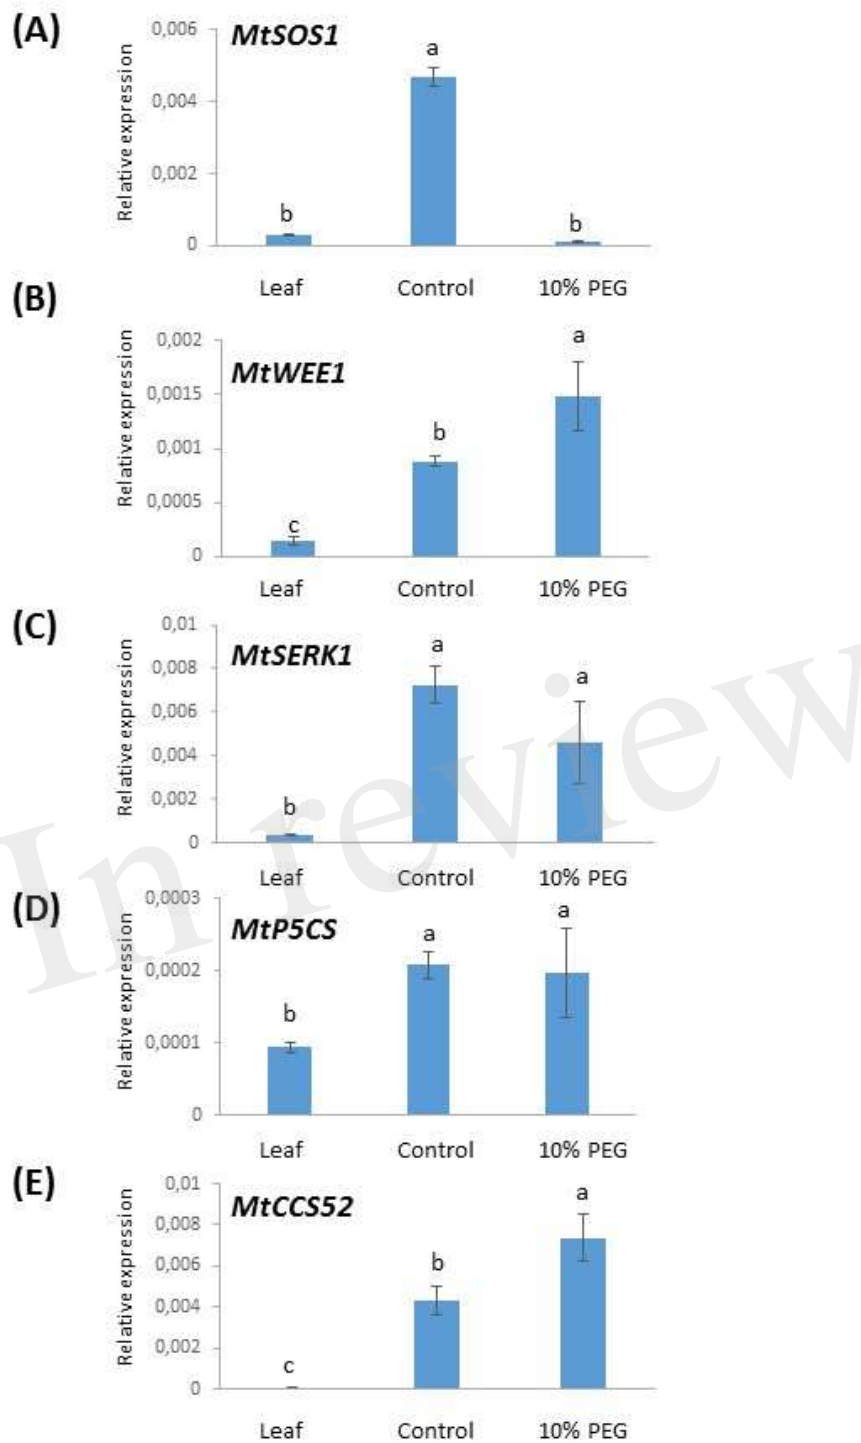 (A)
MtSOS1
Relative expression
0,006
0,004
0,002
0
b
a
b
Leaf Control 10% PEG
(B)
MtWEE1
Relative expression
0,002
0,0015
0,001
0,0005
0
c
b
a
Leaf Control 10% PEG
(C)
MtSERK1
Relative expression
0,01
0,008
0,006
0,004
0,002
0
b
a
a
Leaf Control 10% PEG
(D)
MtP5CS
Relative expression
0,0003
0,0002
0,0001
0
b
a
a
Leaf Control 10% PEG
(E)
MtCCS52
Relative expression
0,01
0,008
0,006
0,004
0,002
0
c
b
a
Leaf Control 10% PEG
In review